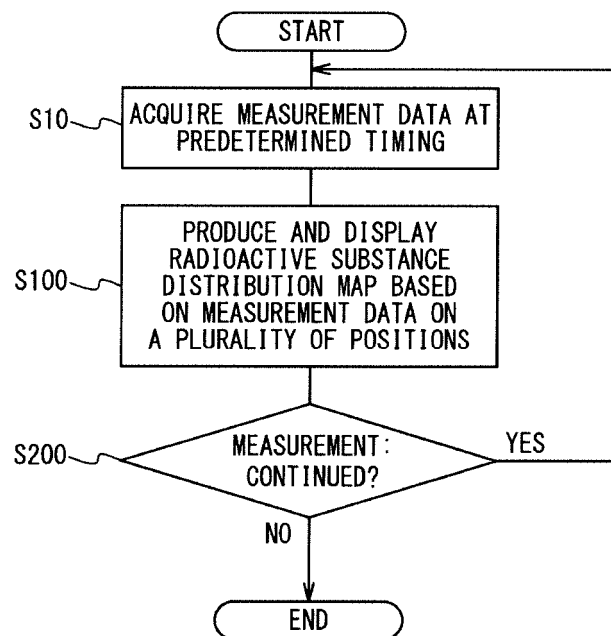 START
S10
ACQUIRE MEASUREMENT DATA AT
PREDETERMINED TIMING
S100
PRODUCE AND DISPLAY
RADIOACTIVE SUBSTANCE
DISTRIBUTION MAP BASED
ON MEASUREMENT DATA ON
A PLURALITY OF POSITIONS
S200
MEASUREMENT:
CONTINUED?
YES
NO
END